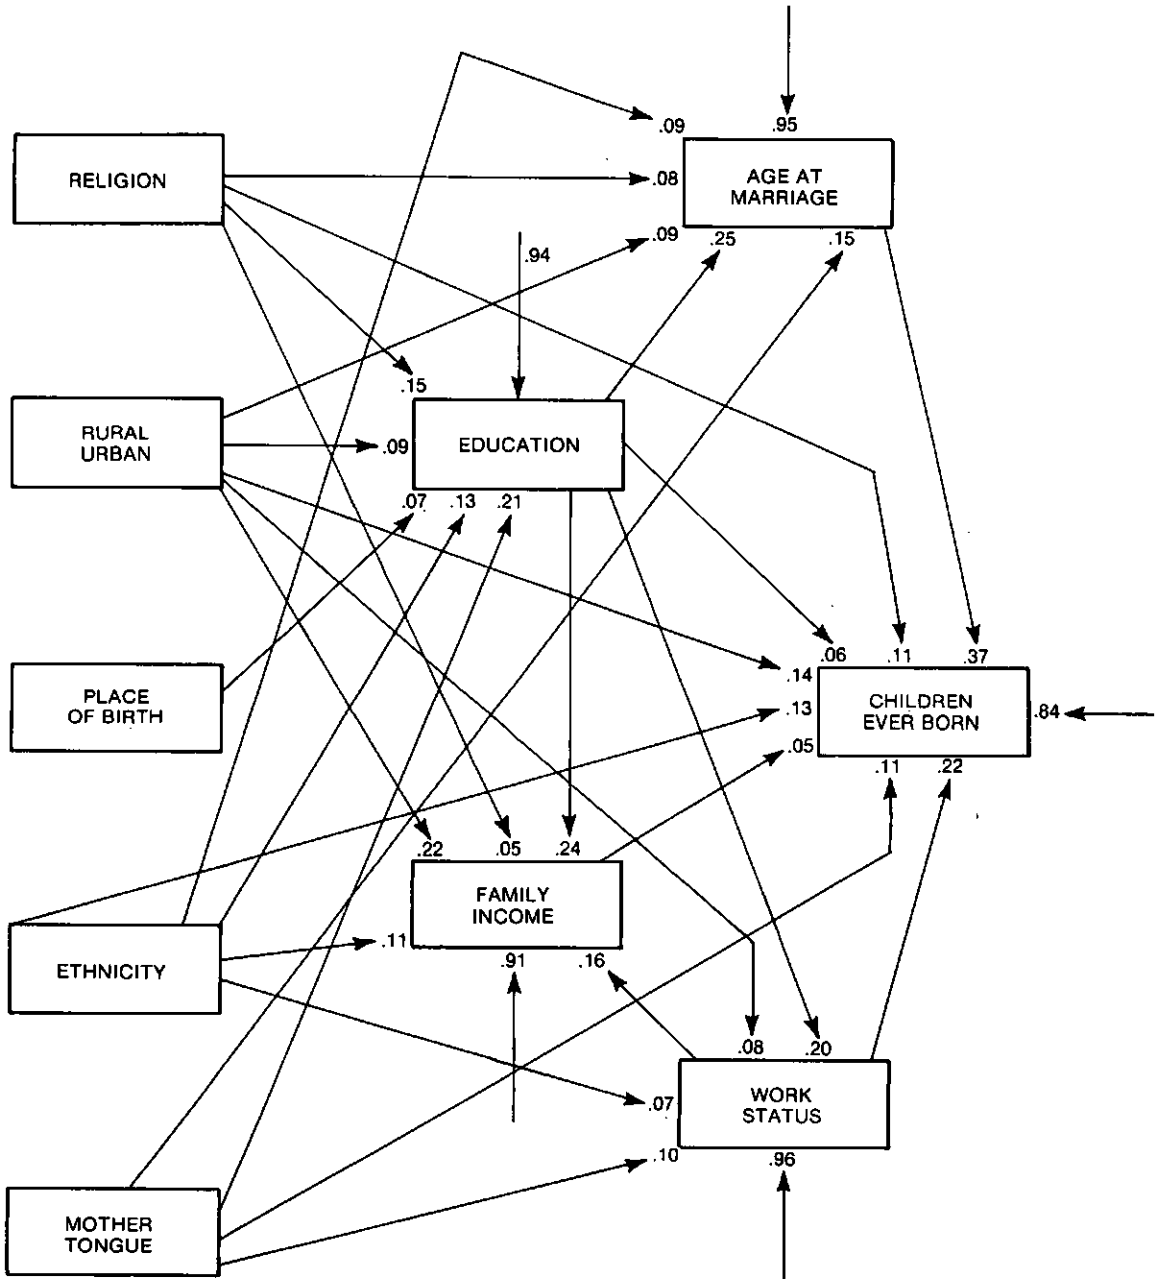 .09
.95
RELIGION
.08
AGE AT
MARRIAGE
.09
.25
.15
.94
.15
RURAL
URBAN
.09
EDUCATION
.07
.13
.21
.06
.11
.37
.14
PLACE
OF BIRTH
.13
CHILDREN
EVER BORN
.84
.05
.11
.22
.22
.05
.24
FAMILY
INCOME
ETHNICITY
.11
.91
.16
.08
.20
.07
WORK
STATUS
.10
.96
MOTHER
TONGUE